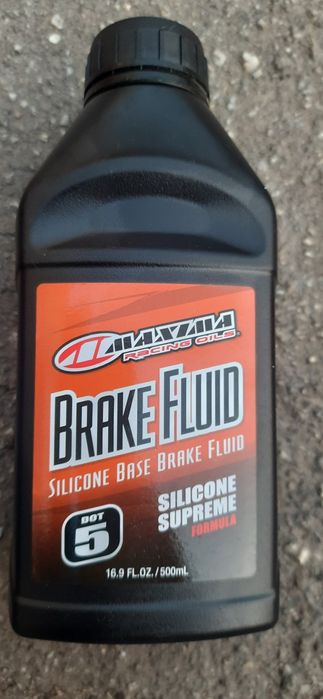 MAXIMA
RACING OILS®
BRAKE FLUID
SILICONE BASE BRAKE FLUID
DOT
5
SILICONE
SUPREME
FORMULA
16.9 FL.OZ. / 500mL